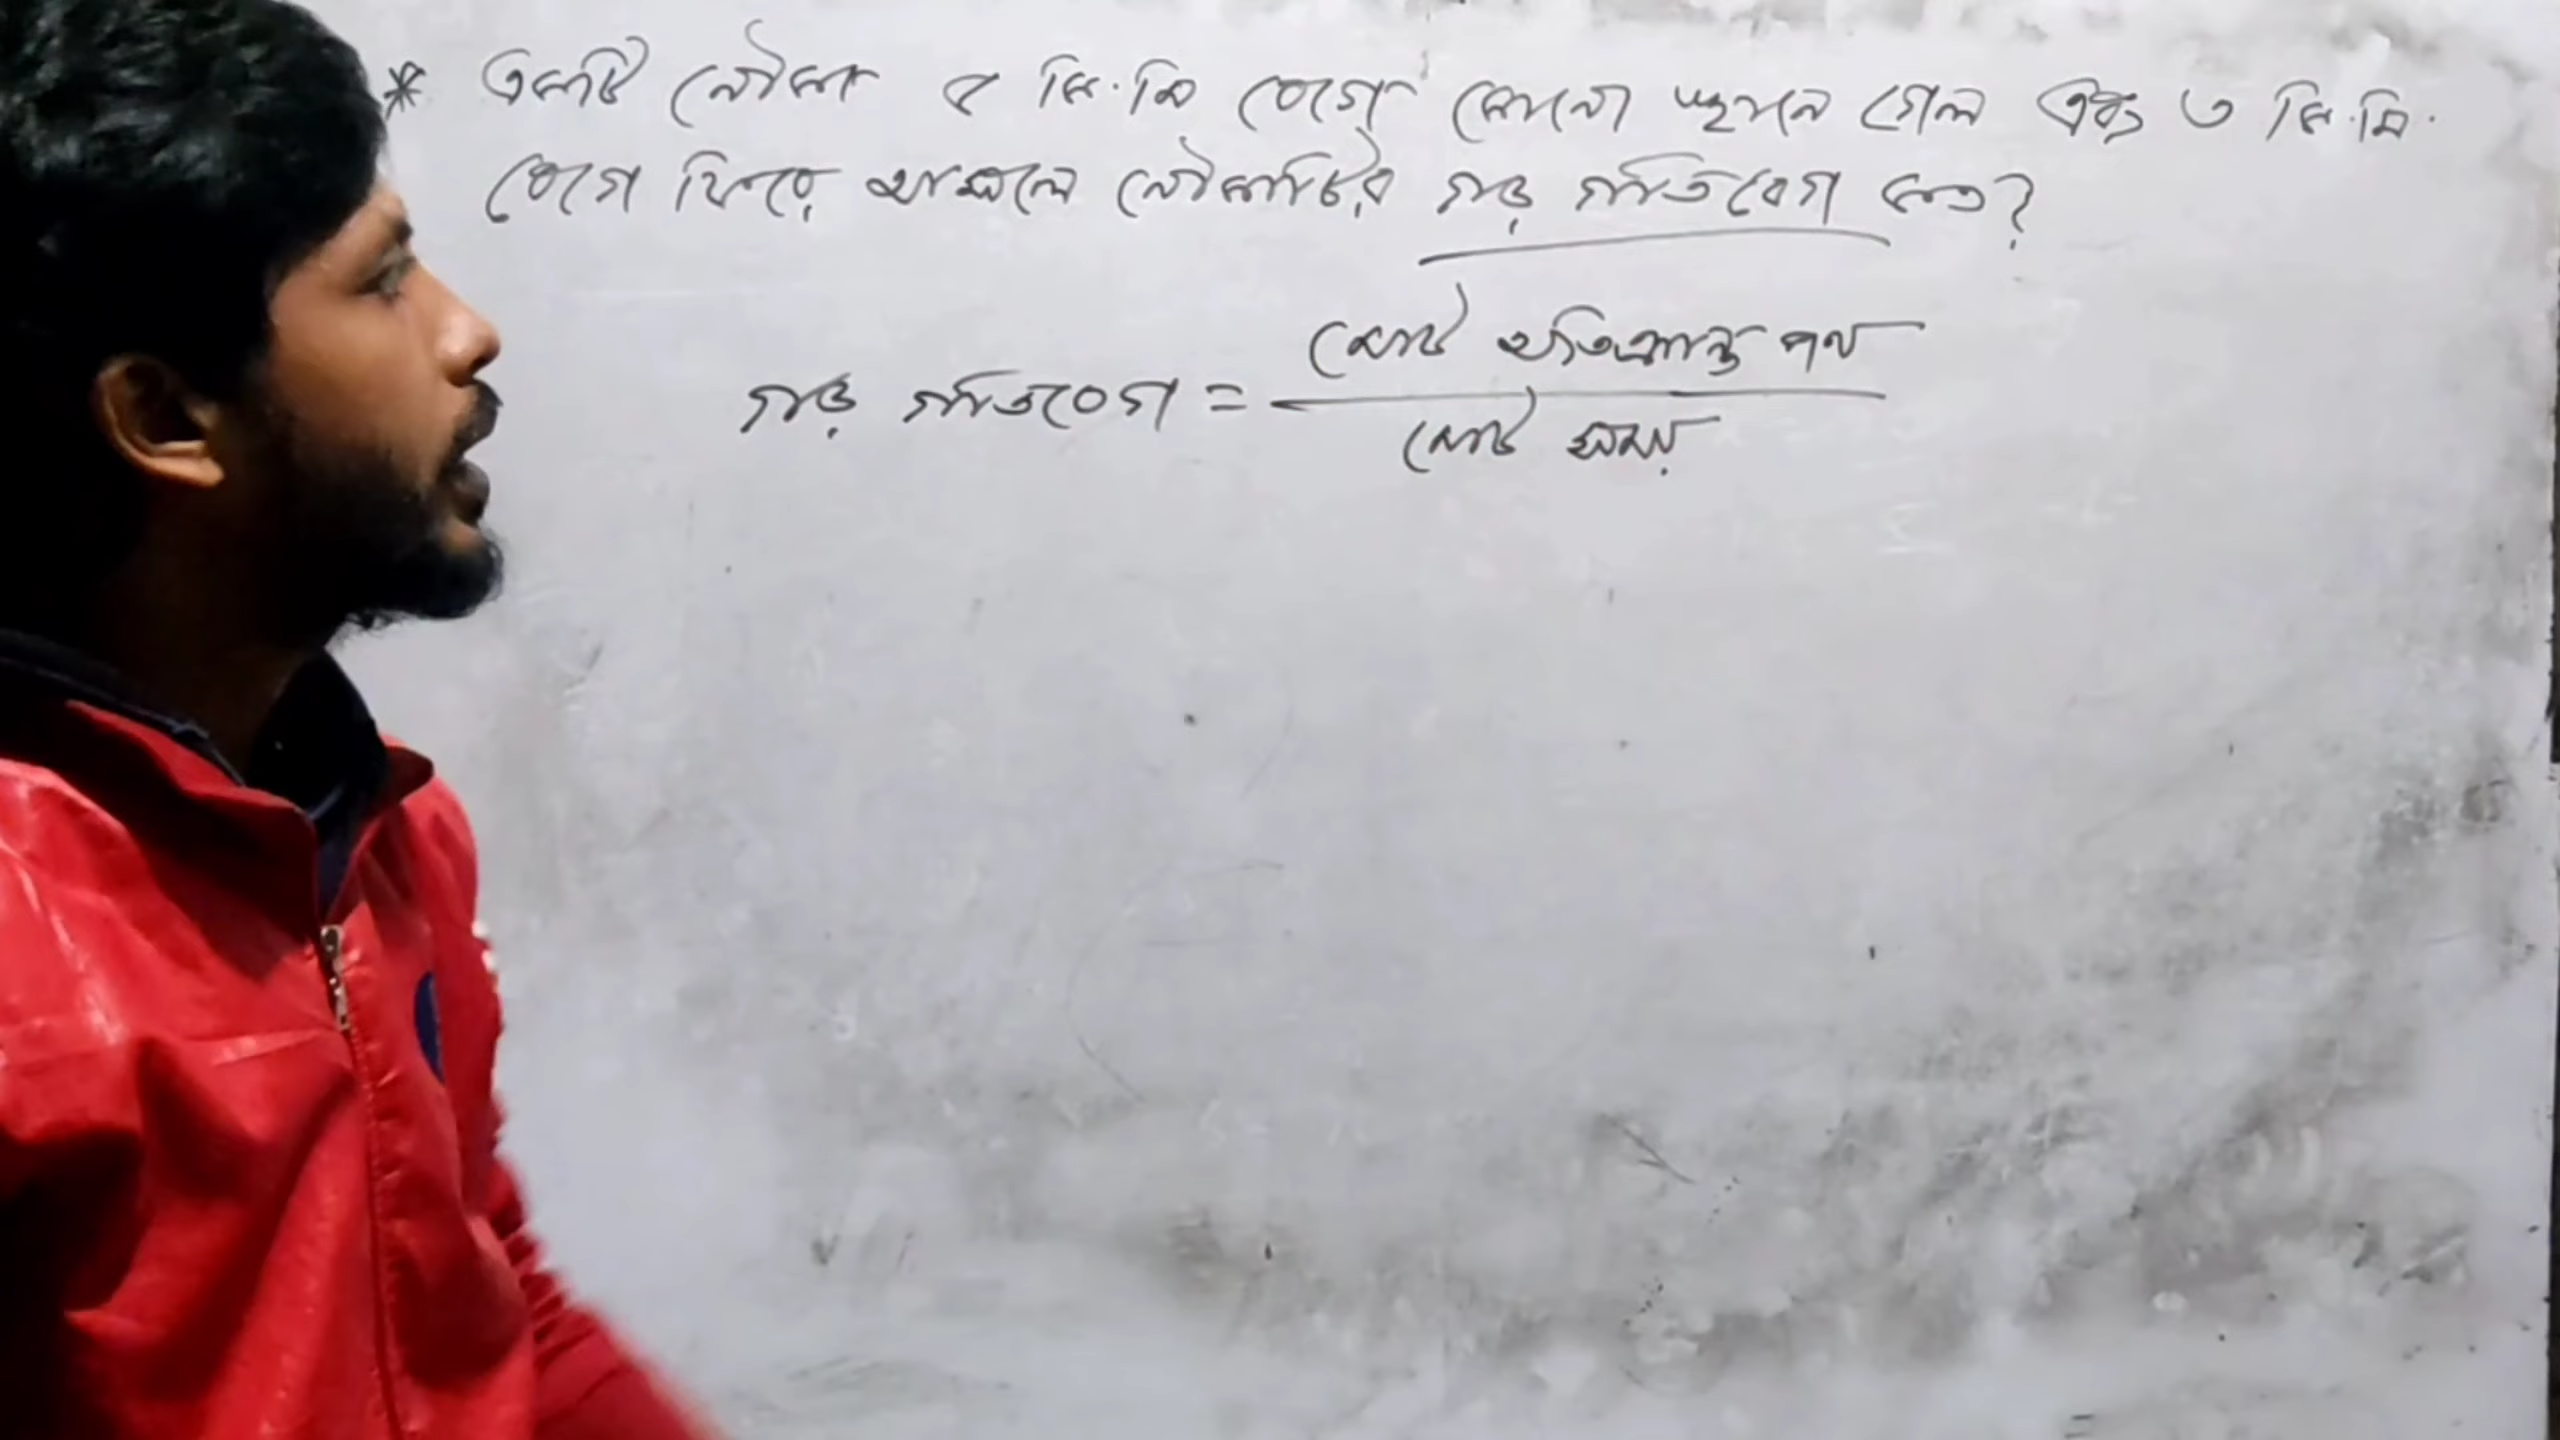 * একটি নৌকা ৫ কি.মি বেগে কোনো স্থানে গেল এবং ৩ কি.মি.
বেগে ফিরে আসলে নৌকাটির গড় গতিবেগ কত?
গড় গতিবেগ = মোট অতিক্রান্ত পথ
মোট সময়